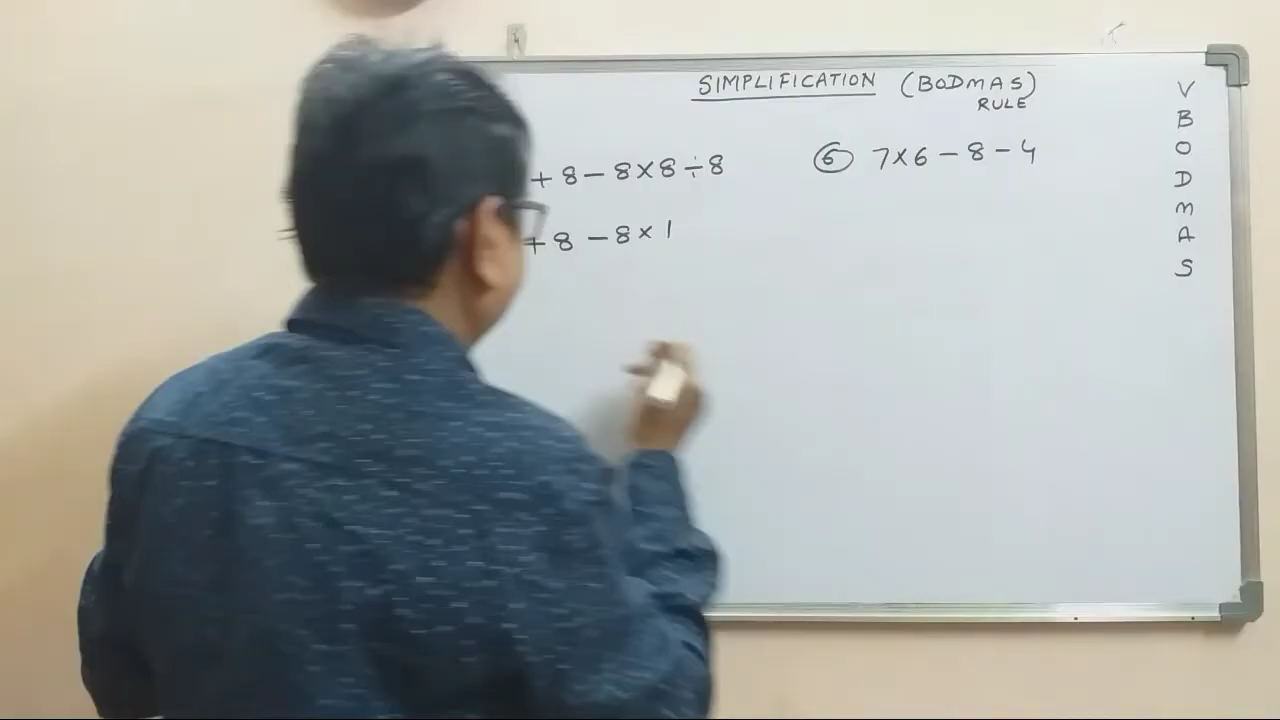 SIMPLIFICATION (BODMAS)
RULE
+ 8 - 8 × 8 ÷ 8
+ 8 - 8 × 1
⑥ 7 × 6 - 8 - 4
V
B
O
D
M
A
S